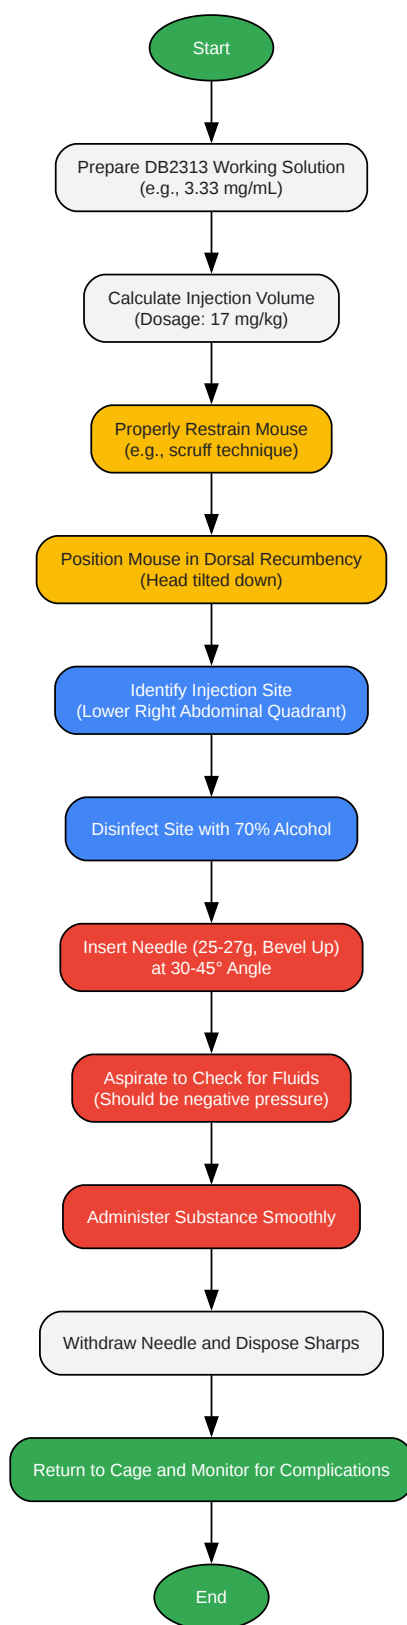 Start
Prepare DB2313 Working Solution
(e.g., 3.33 mg/mL)
Calculate Injection Volume
(Dosage: 17 mg/kg)
Properly Restrain Mouse
(e.g., scruff technique)
Position Mouse in Dorsal Recumbency
(Head tilted down)
Identify Injection Site
(Lower Right Abdominal Quadrant)
Disinfect Site with 70% Alcohol
Insert Needle (25-27g, Bevel Up)
at 30-45° Angle
Aspirate to Check for Fluids
(Should be negative pressure)
Administer Substance Smoothly
Withdraw Needle and Dispose Sharps
Return to Cage and Monitor for Complications
End